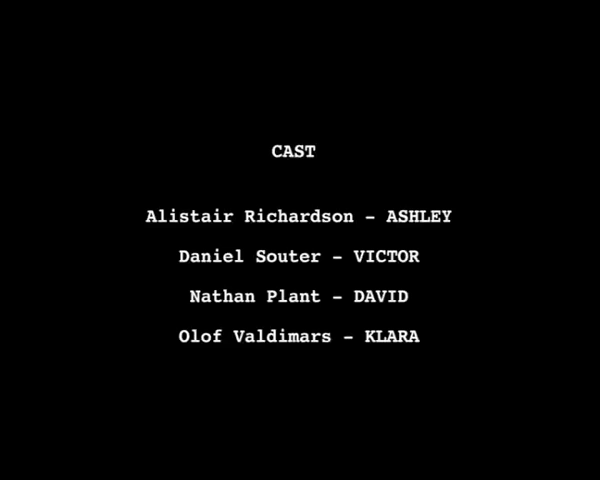 CAST
Alistair Richardson - ASHLEY
Daniel Souter - VICTOR
Nathan Plant - DAVID
Olof Valdimars - KLARA